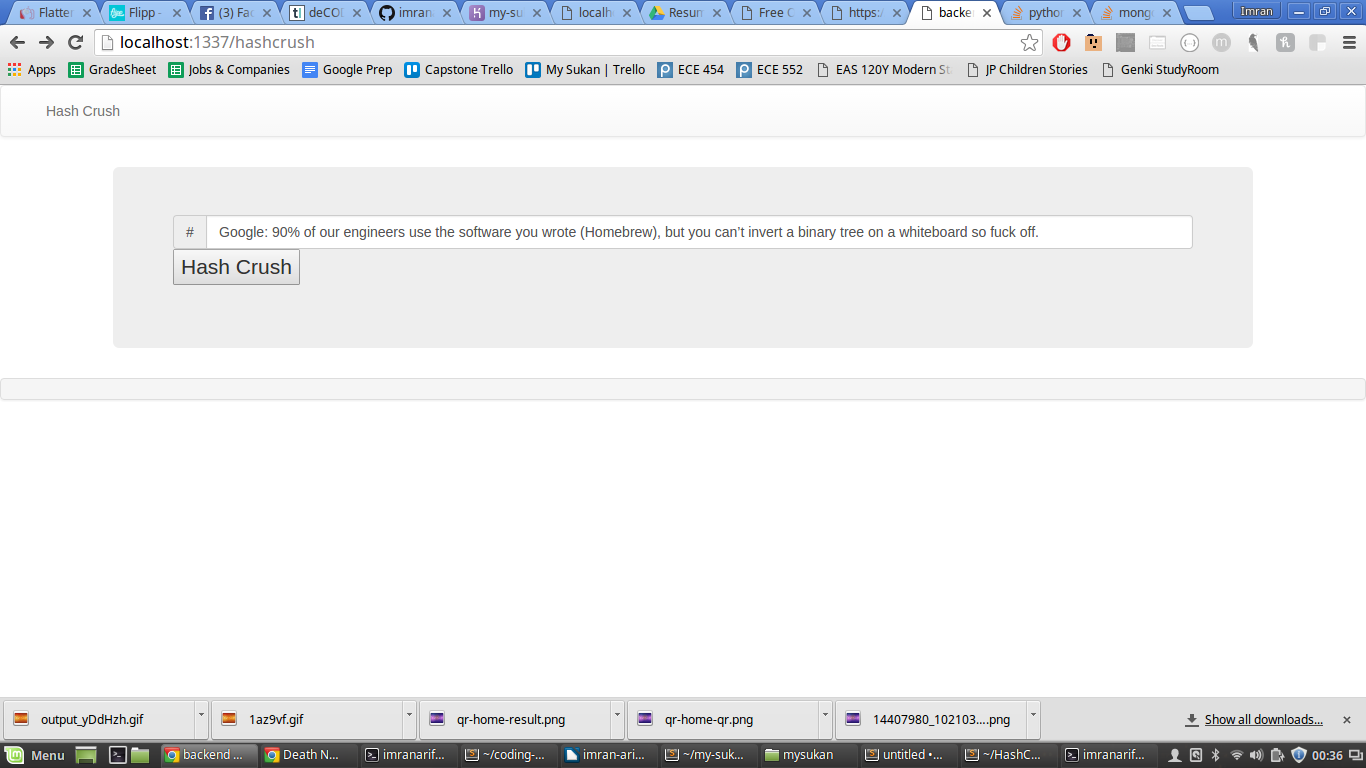 Flatter Flipp - (3) Fac deCOD imran my-su localh Resum Free C https:/ backe python mong Imran
localhost:1337/hashcrush
Apps GradeSheet Jobs & Companies Google Prep Capstone Trello My Sukan | Trello ECE 454 ECE 552 EAS 120Y Modern St JP Children Stories Genki StudyRoom
Hash Crush
# Google: 90% of our engineers use the software you wrote (Homebrew), but you can’t invert a binary tree on a whiteboard so fuck off.
Hash Crush
output_yDdHzh.gif 1az9vf.gif qr-home-result.png qr-home-qr.png 14407980_102103....png Show all downloads...
Menu backend ... Death N... imranarif... ~/coding-... imran-ari... ~/my-suk... mysukan untitled •... ~/HashC... imranarif... 00:36